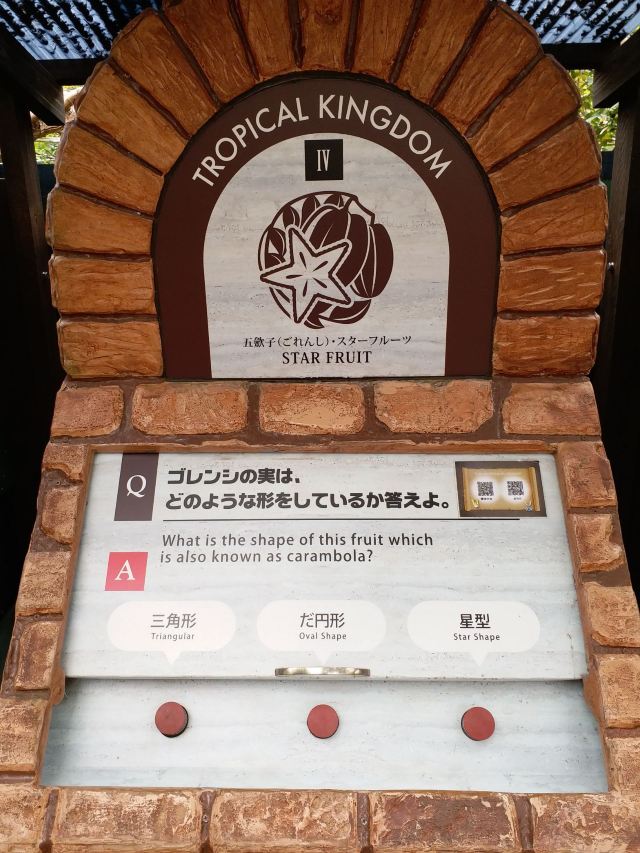 TROPICAL KINGDOM
IV
五歛子(ごれんし)・スターフルーツ
STAR FRUIT
Q
ゴレンシの実は、
どのような形をしているか答えよ。
What is the shape of this fruit which
is also known as carambola?
A
三角形
Triangular
だ円形
Oval Shape
星型
Star Shape